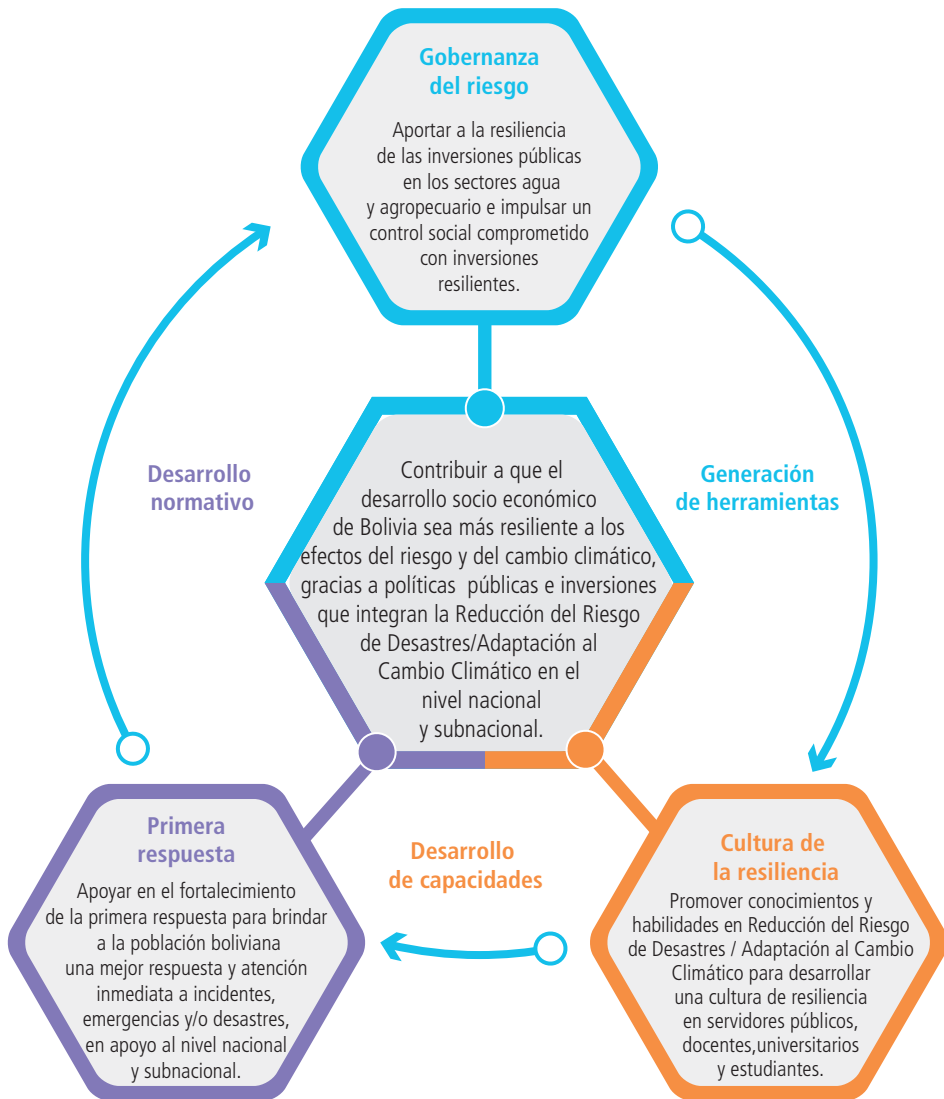 Gobernanza
del riesgo
Aportar a la resiliencia
de las inversiones públicas
en los sectores agua
y agropecuario e impulsar un
control social comprometido
con inversiones
resilientes.
Desarrollo
normativo
Generación
de herramientas
Contribuir a que el
desarrollo socio económico
de Bolivia sea más resiliente a los
efectos del riesgo y del cambio climático,
gracias a políticas públicas e inversiones
que integran la Reducción del Riesgo
de Desastres/Adaptación al
Cambio Climático en el
nivel nacional
y subnacional.
Primera
respuesta
Apoyar en el fortalecimiento
de la primera respuesta para brindar
a la población boliviana
una mejor respuesta y atención
inmediata a incidentes,
emergencias y/o desastres,
en apoyo al nivel nacional
y subnacional.
Desarrollo
de capacidades
Cultura de
la resiliencia
Promover conocimientos y
habilidades en Reducción del Riesgo
de Desastres / Adaptación al Cambio
Climático para desarrollar
una cultura de resiliencia
en servidores públicos,
docentes,universitarios
y estudiantes.